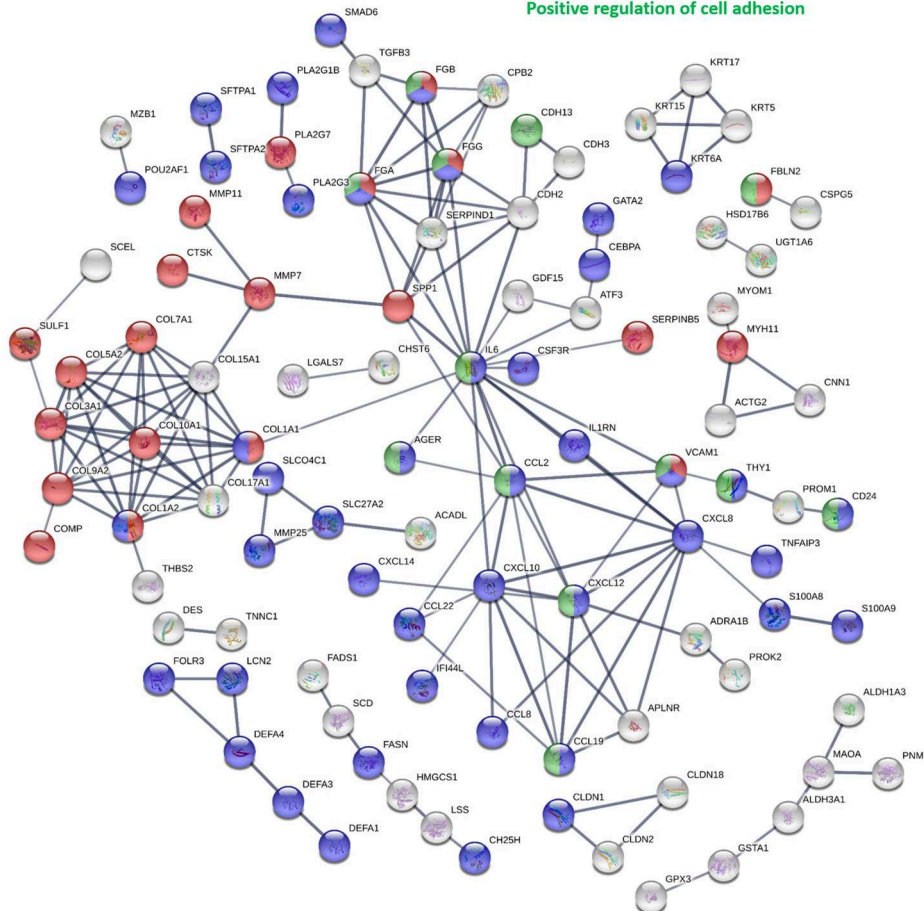 Positive regulation of cell adhesion
SMAD6
TGFB3
FGB
CPB2
KRT17
PLA2G1B
SFTPA1
MZB1
CDH13
KRT15
KRT5
PLA2G7
SFTPA2
FGG
CDH3
POU2AF1
FGA
KRT6A
PLA2G3
FBLN2
MMP11
CDH2
CSPG5
SERPIND1
GATA2
HSD17B6
SCEL
CTSK
UGT1A6
CEBPA
MMP7
SPP1
GDF15
MYOM1
ATF3
SULF1
COL7A1
SERPINB5
MYH11
COL5A2
COL15A1
LGALS7
CHST6
IL6
CSF3R
CNN1
COL3A1
ACTG2
COL10A1
COL1A1
IL1RN
AGER
VCAM1
COL9A2
SLCO4C1
CCL2
THY1
COL17A1
PROM1
COL1A2
SLC27A2
CD24
COMP
ACADL
CXCL8
MMP25
TNFAIP3
THBS2
CXCL14
CXCL10
CXCL12
S100A8
S100A9
CCL22
DES
TNNC1
ADRA1B
FOLR3
LCN2
FADS1
PROK2
IFI44L
SCD
ALDH1A3
CCL8
APLNR
DEFA4
FASN
CCL19
MAOA
PNM
DEFA3
HMGCS1
CLDN18
CLDN1
ALDH3A1
LSS
DEFA1
CH25H
CLDN2
GSTA1
GPX3